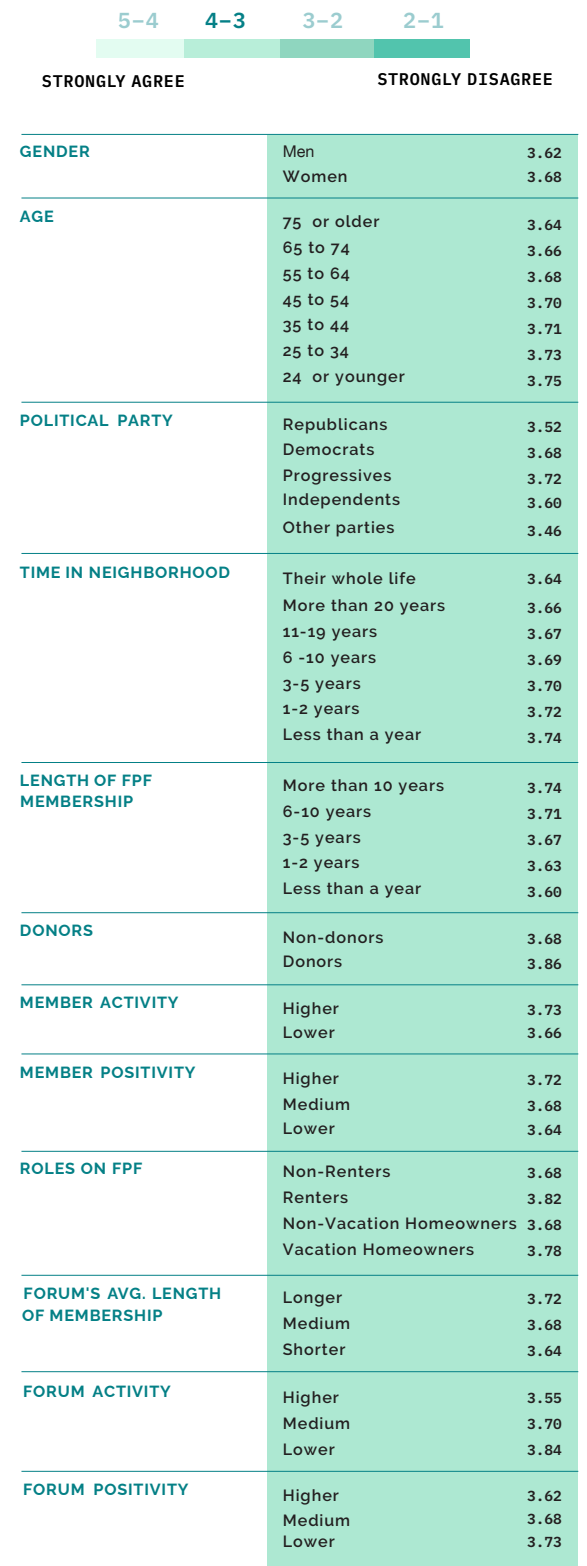 5–4 4–3 3–2 2–1
STRONGLY AGREE STRONGLY DISAGREE
GENDER Men 3.62
Women 3.68
AGE 75 or older 3.64
65 to 74 3.66
55 to 64 3.68
45 to 54 3.70
35 to 44 3.71
25 to 34 3.73
24 or younger 3.75
POLITICAL PARTY Republicans 3.52
Democrats 3.68
Progressives 3.72
Independents 3.60
Other parties 3.46
TIME IN NEIGHBORHOOD Their whole life 3.64
More than 20 years 3.66
11-19 years 3.67
6 -10 years 3.69
3-5 years 3.70
1-2 years 3.72
Less than a year 3.74
LENGTH OF FPF More than 10 years 3.74
MEMBERSHIP
6-10 years 3.71
3-5 years 3.67
1-2 years 3.63
Less than a year 3.60
DONORS Non-donors 3.68
Donors 3.86
MEMBER ACTIVITY Higher 3.73
Lower 3.66
MEMBER POSITIVITY Higher 3.72
Medium 3.68
Lower 3.64
ROLES ON FPF Non-Renters 3.68
Renters 3.82
Non-Vacation Homeowners 3.68
Vacation Homeowners 3.78
FORUM'S AVG. LENGTH Longer 3.72
OF MEMBERSHIP Medium 3.68
Shorter 3.64
FORUM ACTIVITY Higher 3.55
Medium 3.70
Lower 3.84
FORUM POSITIVITY Higher 3.62
Medium 3.68
Lower 3.73